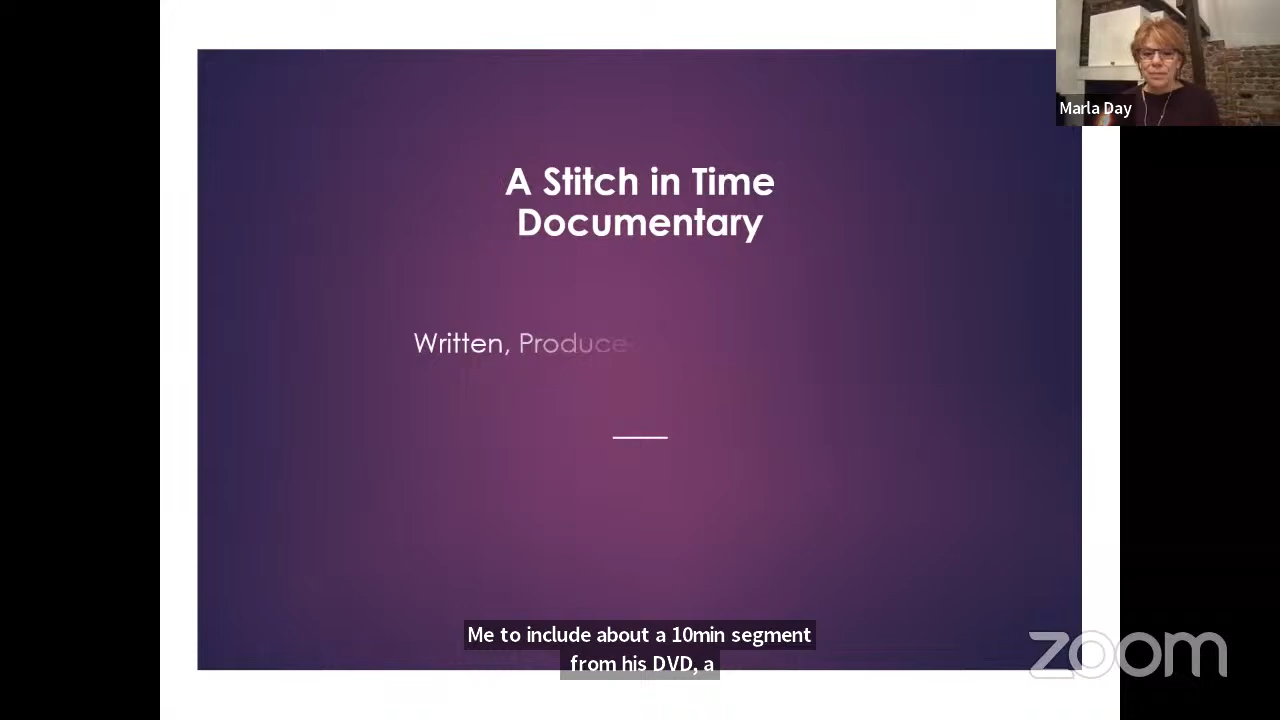 Marla Day
A Stitch in Time
Documentary
Written, Produce
Me to include about a 10min segment
from his DVD, a
zoom